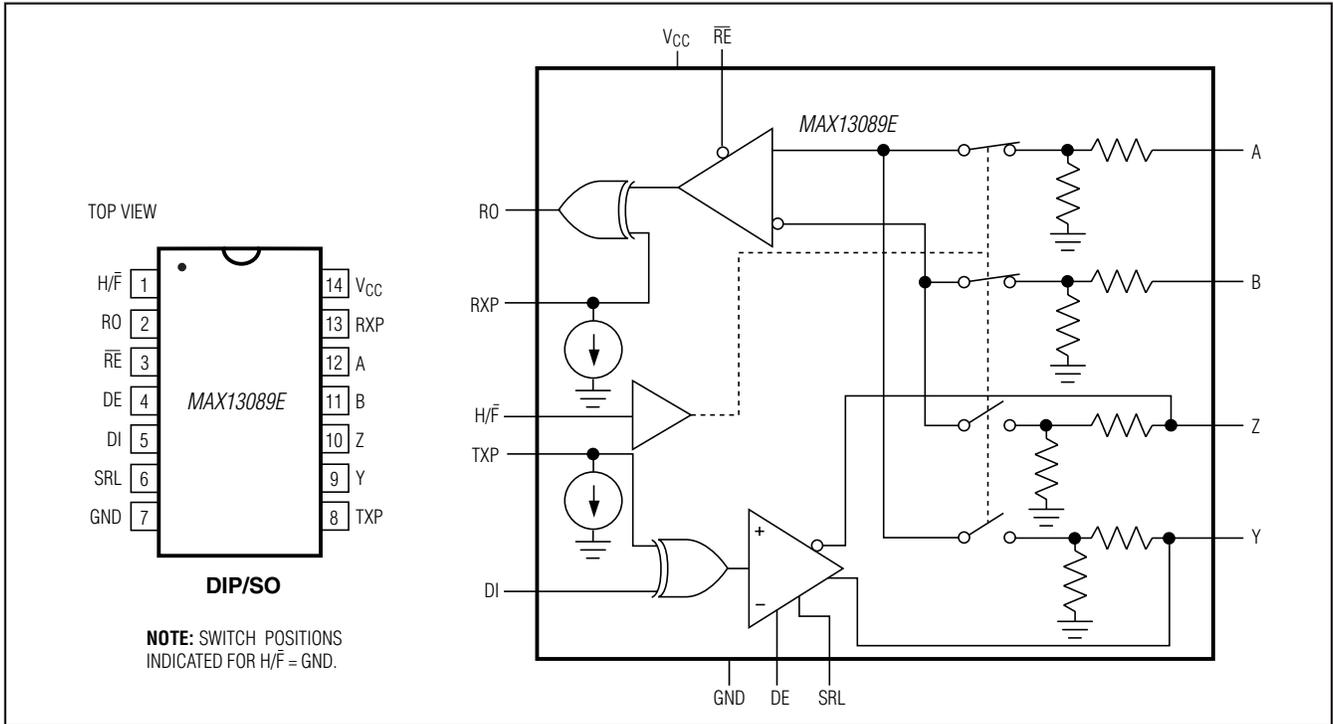 TOP VIEW
H/F̅ 1
RO 2
R̅E̅ 3
DE 4
DI 5
SRL 6
GND 7
MAX13089E
14 VCC
13 RXP
12 A
11 B
10 Z
9 Y
8 TXP
DIP/SO
NOTE: SWITCH POSITIONS
INDICATED FOR H/F̅ = GND.
VCC R̅E̅
MAX13089E
RO
RXP
H/F̅
TXP
DI
A
B
Z
Y
+
−
GND DE SRL